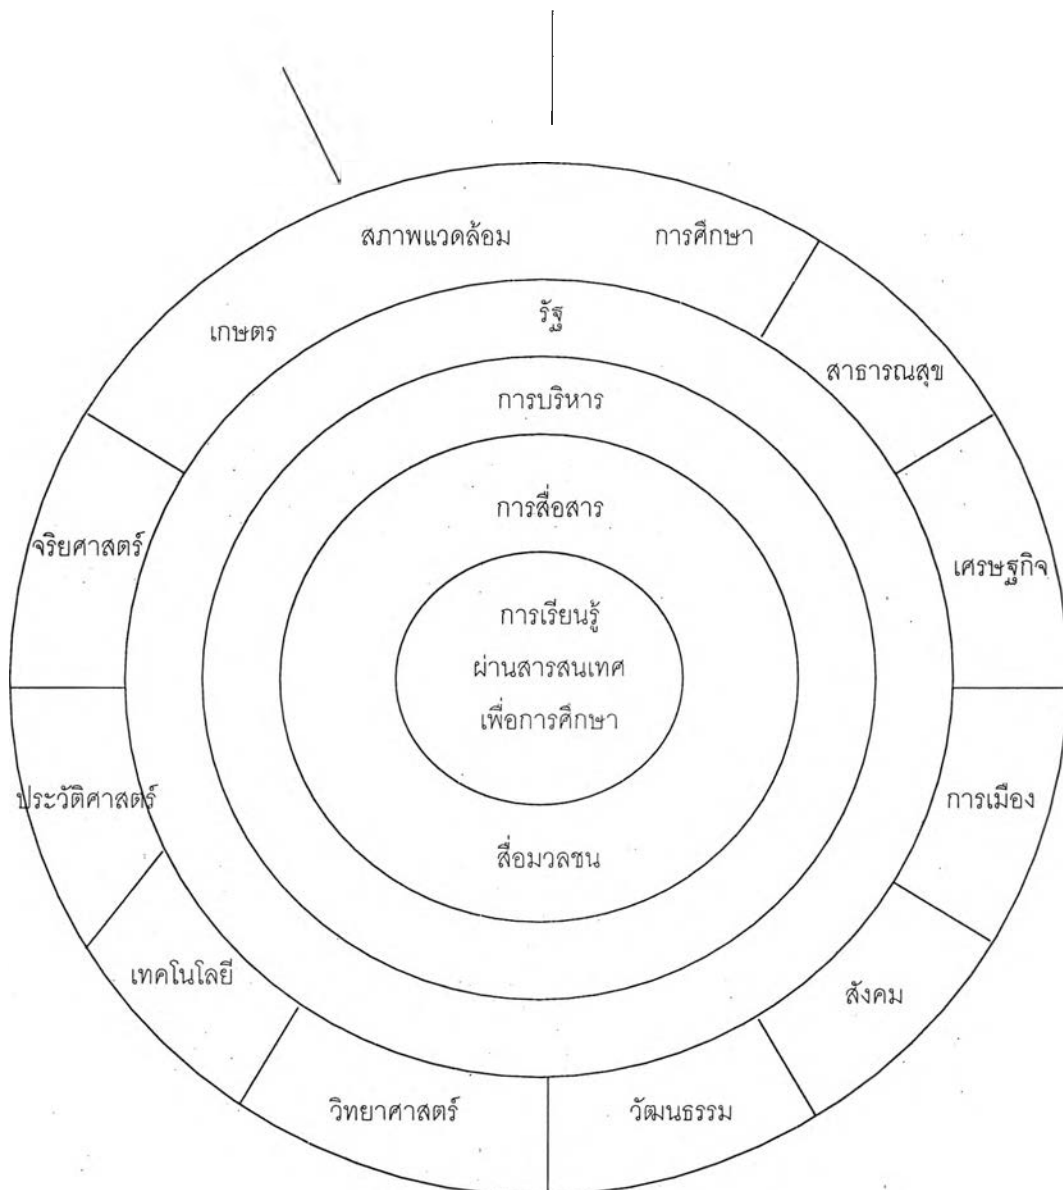 สภาพแวดล้อม
การศึกษา
เกษตร
รัฐ
สาธารณสุข
การบริหาร
การสื่อสาร
จริยศาสตร์
เศรษฐกิจ
การเรียนรู้
ผ่านสารสนเทศ
เพื่อการศึกษา
ประวัติศาสตร์
การเมือง
สื่อมวลชน
เทคโนโลยี
สังคม
วิทยาศาสตร์
วัฒนธรรม